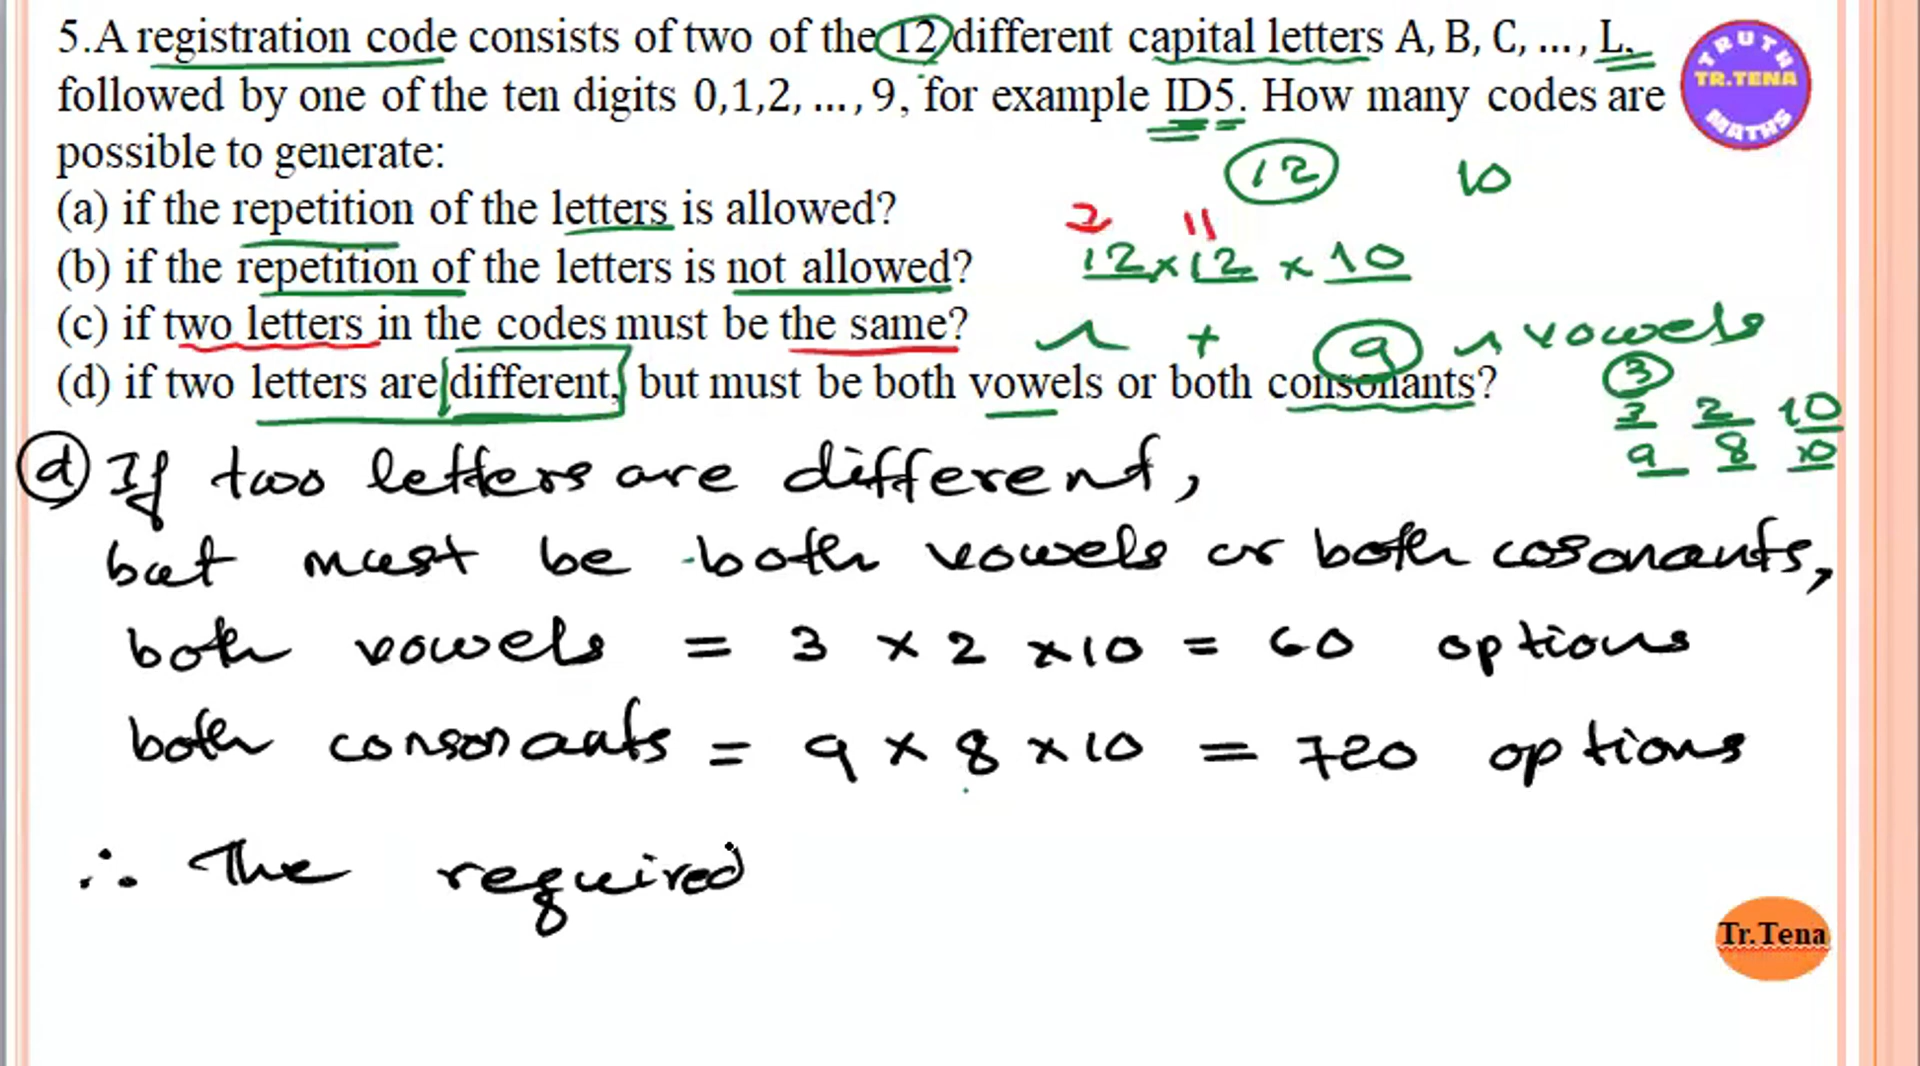 5.A registration code consists of two of the 12 different capital letters A, B, C, ... , L,
followed by one of the ten digits 0,1,2, ... , 9, for example ID5. How many codes are
possible to generate:
(a) if the repetition of the letters is allowed?
(b) if the repetition of the letters is not allowed?
(c) if two letters in the codes must be the same?
(d) if two letters are different, but must be both vowels or both consonants?
TRUTH
TR.TENA
MATHS
12 10
2 11
12 × 12 × 10
+ 9 vowels
3
3 2 10
9 8 10
d) If two letters are different,
but must be both vowels or both cosonants,
both vowels = 3 × 2 × 10 = 60 options
both consonants = 9 × 8 × 10 = 720 options
∴ The required
Tr.Tena